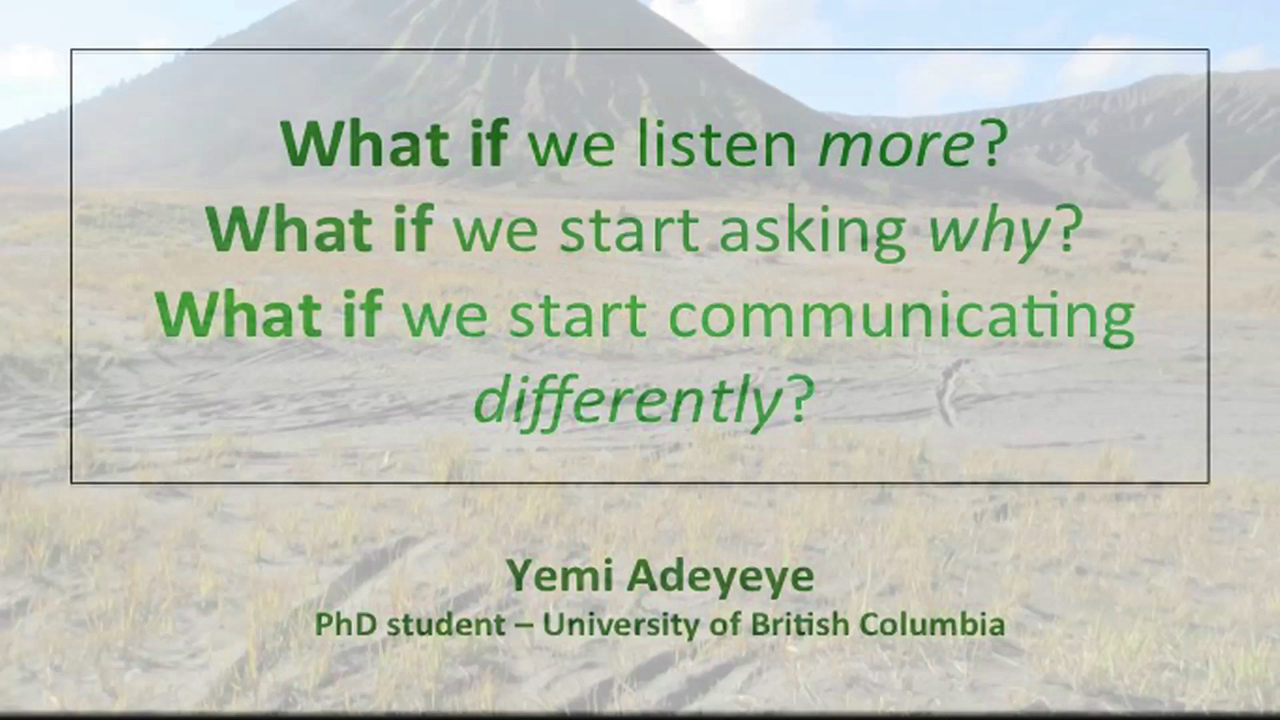 What if we listen more?
What if we start asking why?
What if we start communicating
differently?
Yemi Adeyeye
PhD student – University of British Columbia